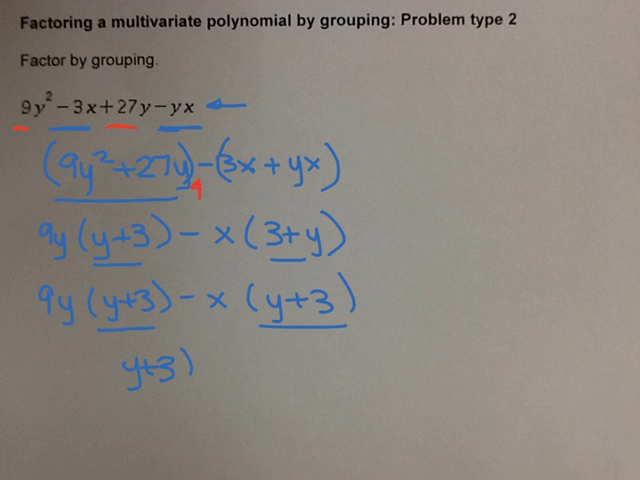 Factoring a multivariate polynomial by grouping: Problem type 2
Factor by grouping.
9y² − 3x + 27y − yx
(9y² + 27y) − (3x + yx)
9y (y+3) − x (3+y)
9y (y+3) − x (y+3)
y+3)